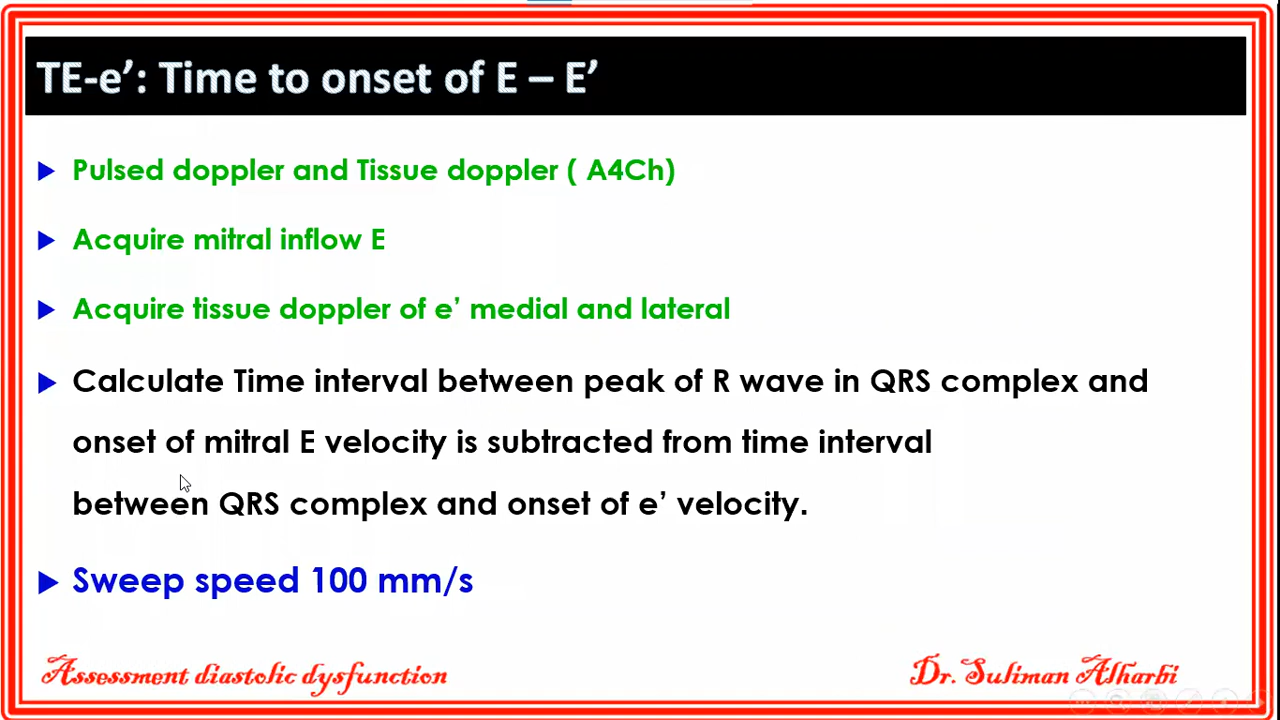 TE-e’: Time to onset of E – E’
Pulsed doppler and Tissue doppler ( A4Ch)
Acquire mitral inflow E
Acquire tissue doppler of e’ medial and lateral
Calculate Time interval between peak of R wave in QRS complex and
onset of mitral E velocity is subtracted from time interval
between QRS complex and onset of e’ velocity.
Sweep speed 100 mm/s
Assessment diastolic dysfunction
Dr. Suliman Alharbi